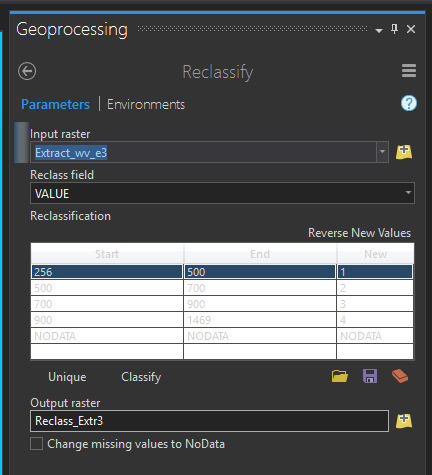 Geoprocessing
Reclassify
Parameters | Environments
?
Input raster
Extract_wv_e3
Reclass field
VALUE
Reclassification
Reverse New Values
Start End New
256 500 1
500 700 2
700 900 3
900 1469 4
NODATA NODATA NODATA
Unique Classify
Output raster
Reclass_Extr3
Change missing values to NoData